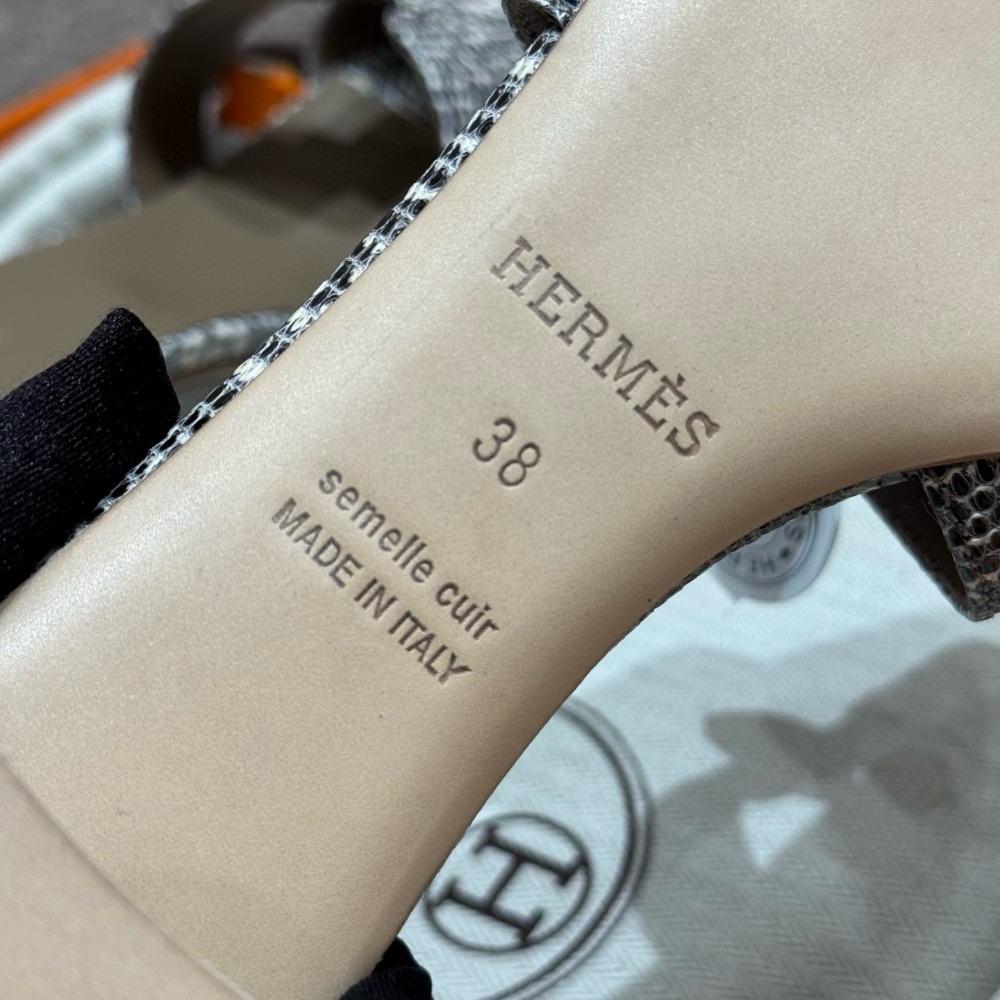 HERMÈS
38
semelle cuir
MADE IN ITALY
H